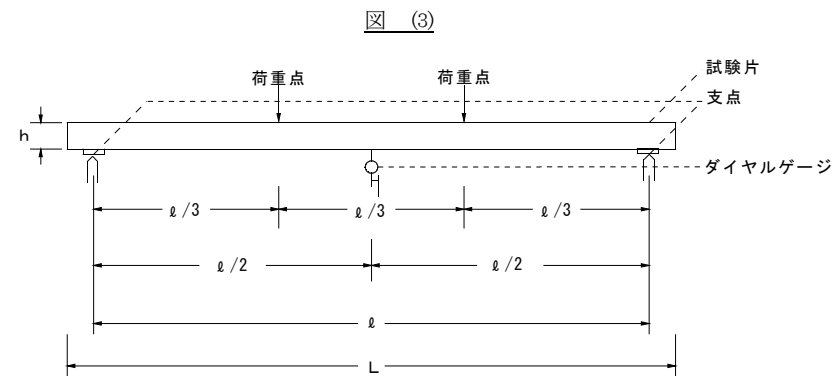 図 (3)
荷重点 荷重点 試験片
支点
h
ダイヤルゲージ
ℓ/3 ℓ/3 ℓ/3
ℓ/2 ℓ/2
ℓ
L